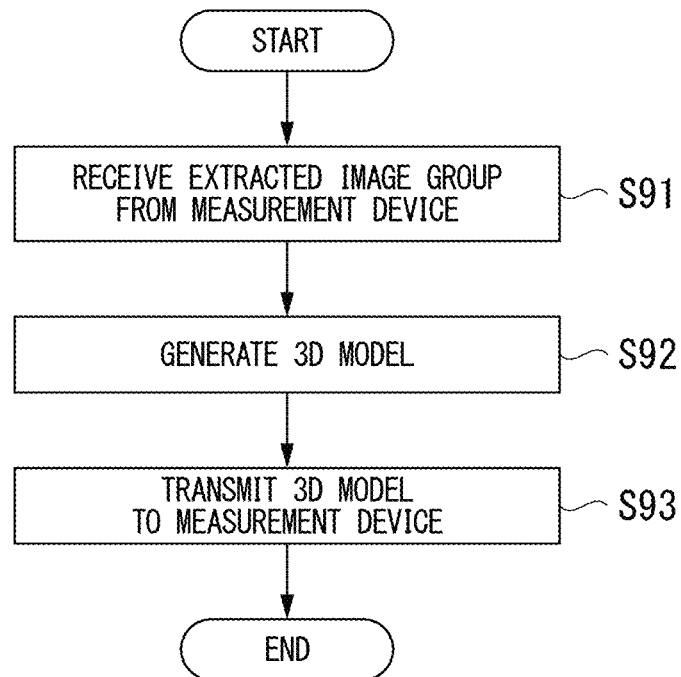 START
RECEIVE EXTRACTED IMAGE GROUP
FROM MEASUREMENT DEVICE
S91
GENERATE 3D MODEL
S92
TRANSMIT 3D MODEL
TO MEASUREMENT DEVICE
S93
END